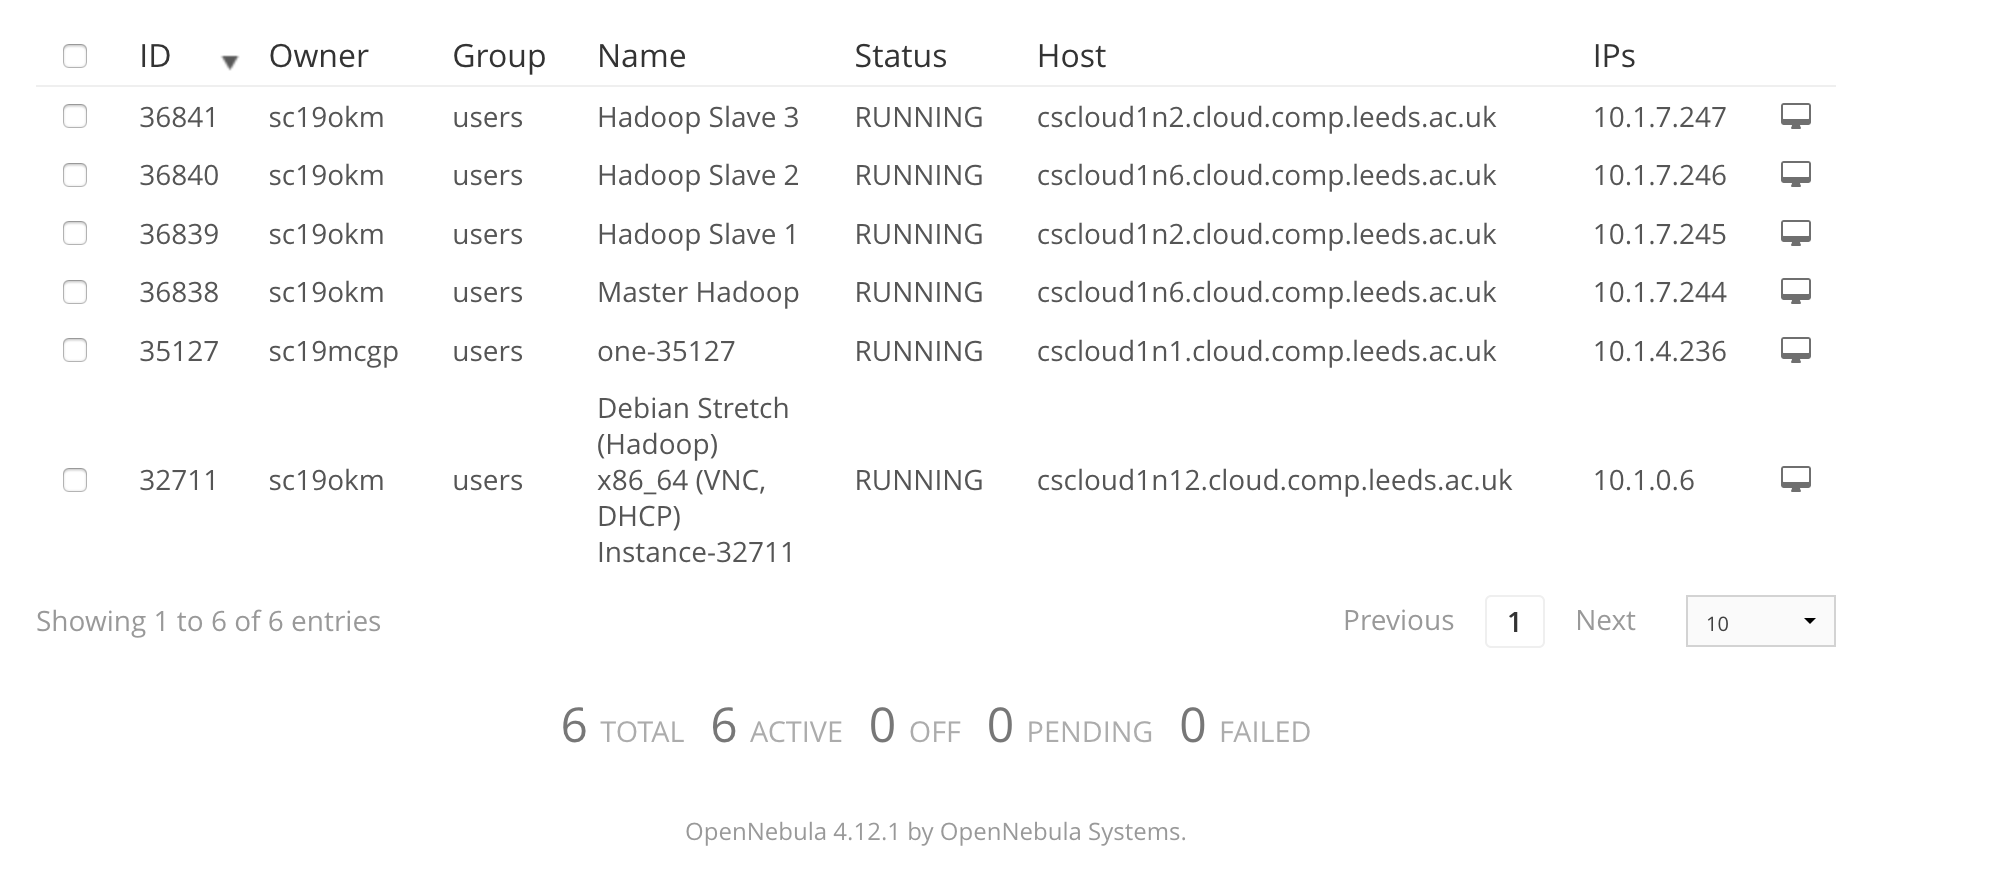 ID Owner Group Name Status Host IPs
36841 sc19okm users Hadoop Slave 3 RUNNING cscloud1n2.cloud.comp.leeds.ac.uk 10.1.7.247
36840 sc19okm users Hadoop Slave 2 RUNNING cscloud1n6.cloud.comp.leeds.ac.uk 10.1.7.246
36839 sc19okm users Hadoop Slave 1 RUNNING cscloud1n2.cloud.comp.leeds.ac.uk 10.1.7.245
36838 sc19okm users Master Hadoop RUNNING cscloud1n6.cloud.comp.leeds.ac.uk 10.1.7.244
35127 sc19mcgp users one-35127 RUNNING cscloud1n1.cloud.comp.leeds.ac.uk 10.1.4.236
Debian Stretch
(Hadoop)
32711 sc19okm users x86_64 (VNC, RUNNING cscloud1n12.cloud.comp.leeds.ac.uk 10.1.0.6
DHCP)
Instance-32711
Showing 1 to 6 of 6 entries Previous 1 Next 10
6 TOTAL 6 ACTIVE 0 OFF 0 PENDING 0 FAILED
OpenNebula 4.12.1 by OpenNebula Systems.